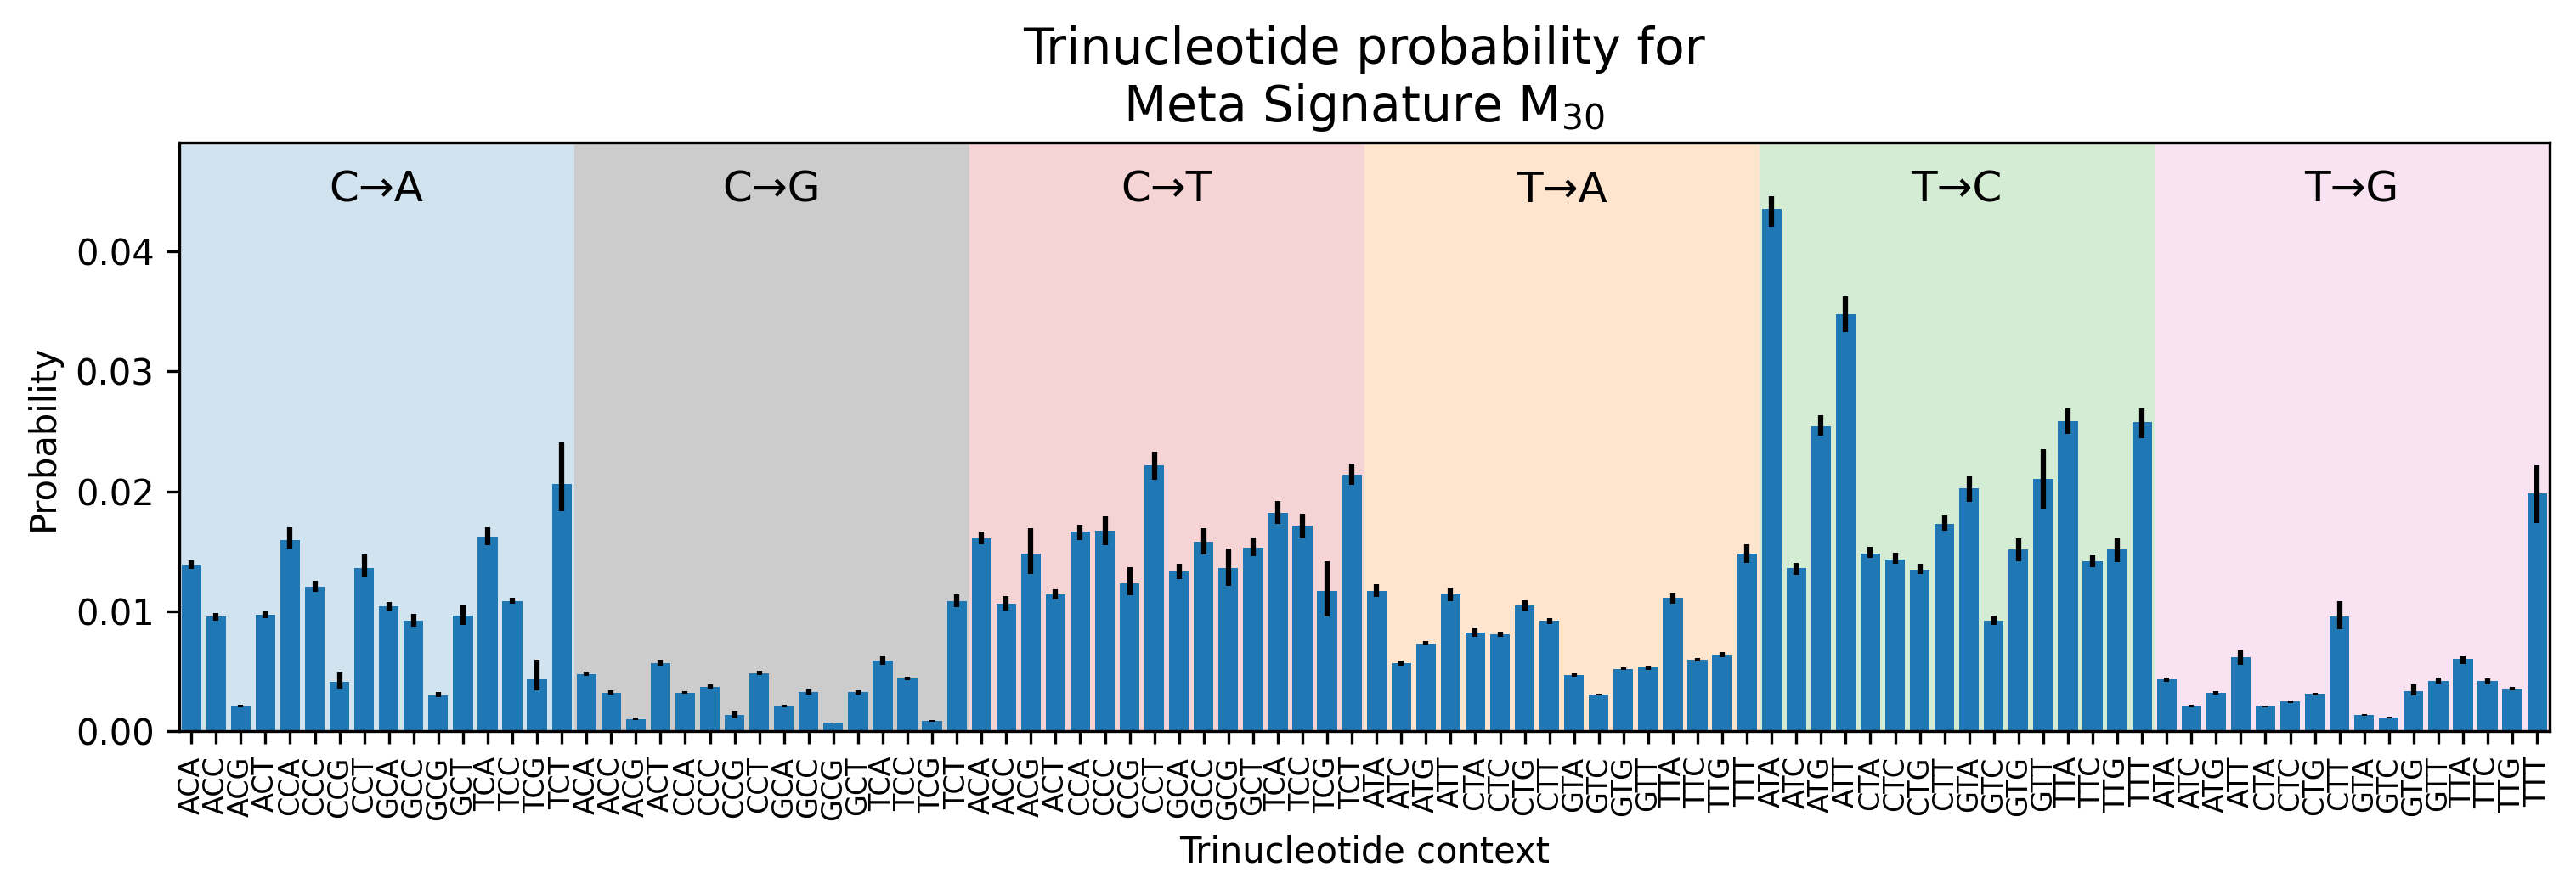 Trinucleotide probability for
Meta Signature M₃₀
C→A C→G C→T T→A T→C T→G
Probability
0.04
0.03
0.02
0.01
0.00
ACA ACC ACG ACT CCA CCC CCG CCT GCA GCC GCG GCT TCA TCC TCG TCT ACA ACC ACG ACT CCA CCC CCG CCT GCA GCC GCG GCT TCA TCC TCG TCT ACA ACC ACG ACT CCA CCC CCG CCT GCA GCC GCG GCT TCA TCC TCG TCT ATA ATC ATG ATT CTA CTC CTG CTT GTA GTC GTG GTT TTA TTC TTG TTT ATA ATC ATG ATT CTA CTC CTG CTT GTA GTC GTG GTT TTA TTC TTG TTT ATA ATC ATG ATT CTA CTC CTG CTT GTA GTC GTG GTT TTA TTC TTG TTT
Trinucleotide context